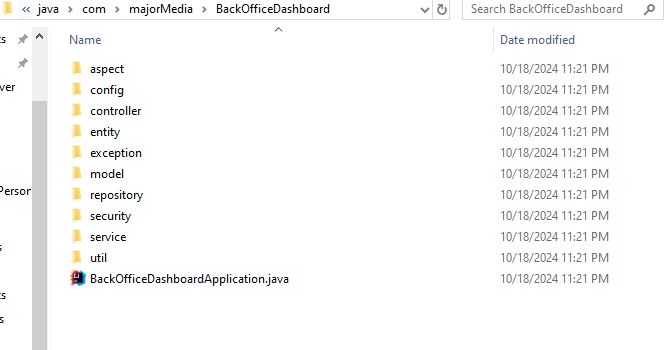 « java > com > majorMedia > BackOfficeDashboard
Search BackOfficeDashboard
Name Date modified
aspect 10/18/2024 11:21 PM
config 10/18/2024 11:21 PM
controller 10/18/2024 11:21 PM
ver
entity 10/18/2024 11:21 PM
exception 10/18/2024 11:21 PM
model 10/18/2024 11:21 PM
Person
repository 10/18/2024 11:21 PM
security 10/18/2024 11:21 PM
service 10/18/2024 11:21 PM
util 10/18/2024 11:21 PM
BackOfficeDashboardApplication.java 10/18/2024 11:21 PM